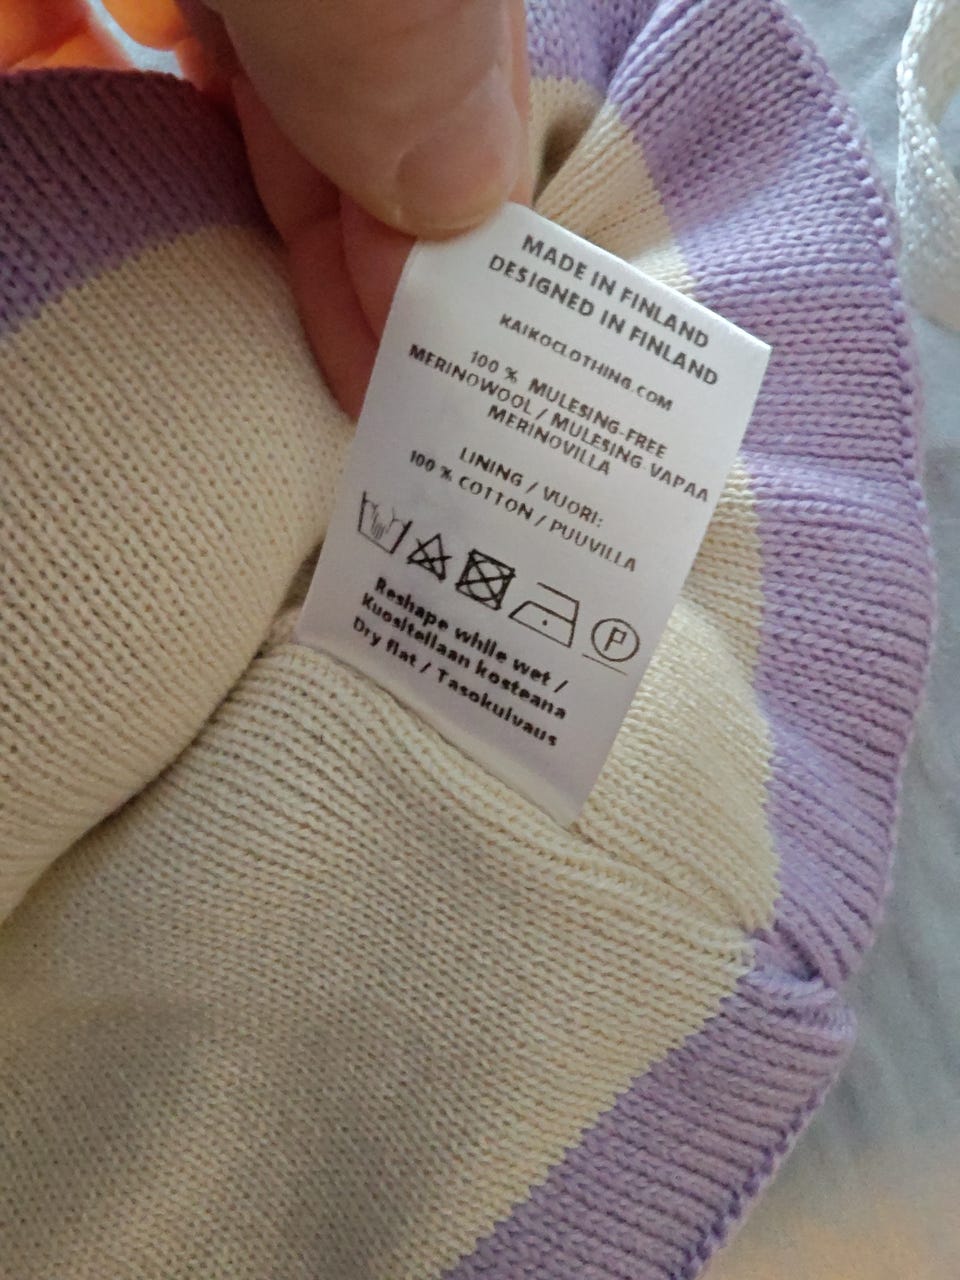 MADE IN FINLAND
DESIGNED IN FINLAND
KAIKOCLOTHING.COM
100 % MULESING-FREE
MERINOWOOL / MULESING-VAPAA
MERINOVILLA
LINING / VUORI:
100 % COTTON / PUUVILLA
P
Reshape while wet /
Kuositellaan kosteana
Dry flat / Tasokuivaus